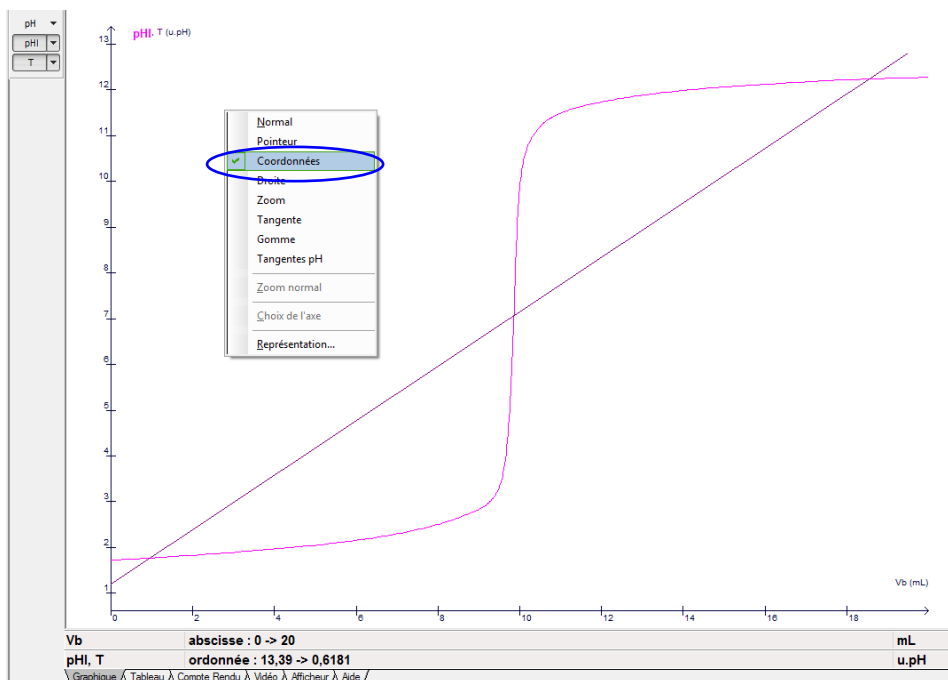 pH
pHI
T
pHI, T (u.pH)
13
12
11
10
9
8
7
6
5
4
3
2
1
Normal
Pointeur
Coordonnées
Droite
Zoom
Tangente
Gomme
Tangentes pH
Zoom normal
Choix de l'axe
Représentation...
Vb (mL)
0 2 4 6 8 10 12 14 16 18
Vb abscisse : 0 -> 20 mL
pHI, T ordonnée : 13,39 -> 0,6181 u.pH
Graphique Tableau Compte Rendu Vidéo Afficheur Aide